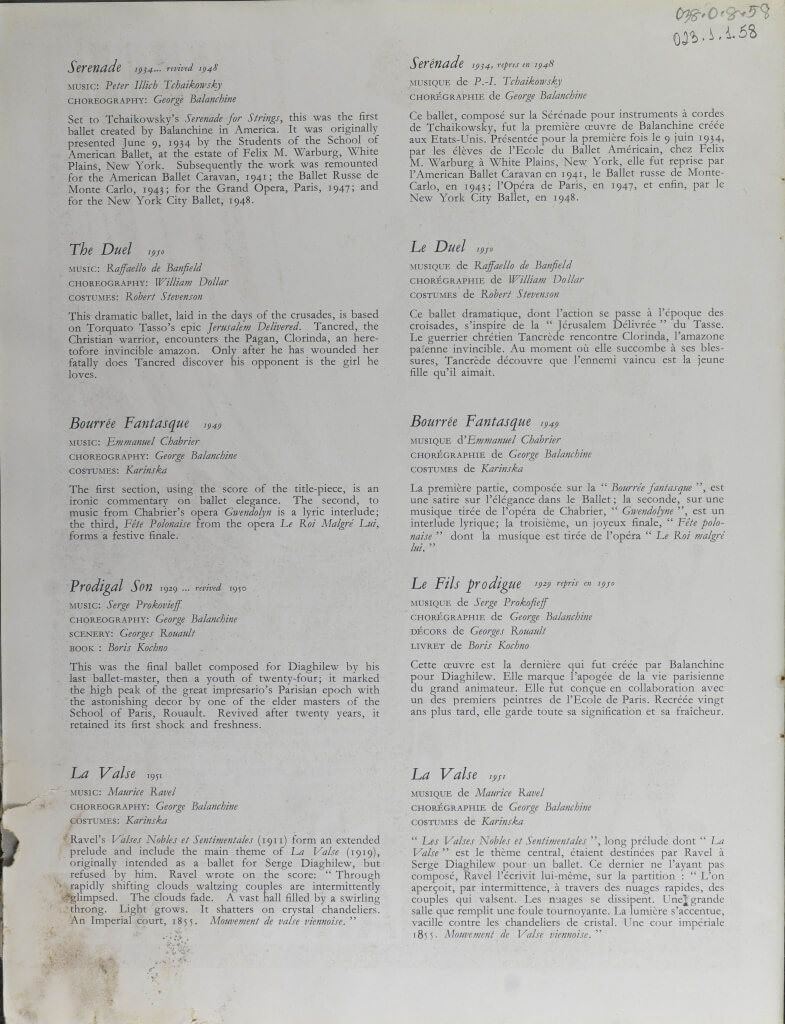 038.0.8.58
023.1.1.58
Serenade 1934... revived 1948
MUSIC: Peter Illich Tchaikowsky
CHOREOGRAPHY: George Balanchine
Set to Tchaikowsky's Serenade for Strings, this was the first
ballet created by Balanchine in America. It was originally
presented June 9, 1934 by the Students of the School of
American Ballet, at the estate of Felix M. Warburg, White
Plains, New York. Subsequently the work was remounted
for the American Ballet Caravan, 1941; the Ballet Russe de
Monte Carlo, 1943; for the Grand Opera, Paris, 1947; and
for the New York City Ballet, 1948.
The Duel 1950
MUSIC: Raffaello de Banfield
CHOREOGRAPHY: William Dollar
COSTUMES: Robert Stevenson
This dramatic ballet, laid in the days of the crusades, is based
on Torquato Tasso's epic Jerusalem Delivered. Tancred, the
Christian warrior, encounters the Pagan, Clorinda, an here-
tofore invincible amazon. Only after he has wounded her
fatally does Tancred discover his opponent is the girl he
loves.
Bourrée Fantasque 1949
MUSIC: Emmanuel Chabrier
CHOREOGRAPHY: George Balanchine
COSTUMES: Karinska
The first section, using the score of the title-piece, is an
ironic commentary on ballet elegance. The second, to
music from Chabrier's opera Gwendolyn is a lyric interlude;
the third, Fête Polonaise from the opera Le Roi Malgré Lui,
forms a festive finale.
Prodigal Son 1929 ... revived 1950
MUSIC: Serge Prokovieff
CHOREOGRAPHY: George Balanchine
SCENERY: Georges Rouault
BOOK : Boris Kochno
This was the final ballet composed for Diaghilew by his
last ballet-master, then a youth of twenty-four; it marked
the high peak of the great impresario's Parisian epoch with
the astonishing decor by one of the elder masters of the
School of Paris, Rouault. Revived after twenty years, it
retained its first shock and freshness.
La Valse 1951
MUSIC: Maurice Ravel
CHOREOGRAPHY: George Balanchine
COSTUMES: Karinska
Ravel's Valses Nobles et Sentimentales (1911) form an extended
prelude and include the main theme of La Valse (1919),
originally intended as a ballet for Serge Diaghilew, but
refused by him. Ravel wrote on the score: “ Through
rapidly shifting clouds waltzing couples are intermittently
glimpsed. The clouds fade. A vast hall filled by a swirling
throng. Light grows. It shatters on crystal chandeliers.
An Imperial court, 1855. Mouvement de valse viennoise. ”
Serénade 1934, repris en 1948
MUSIQUE de P.-I. Tchaikowsky
CHORÉGRAPHIE de George Balanchine
Ce ballet, composé sur la Sérénade pour instruments à cordes
de Tchaikowsky, fut la première œuvre de Balanchine créée
aux Etats-Unis. Présentée pour la première fois le 9 juin 1934,
par les élèves de l'Ecole du Ballet Américain, chez Felix
M. Warburg à White Plains, New York, elle fut reprise par
l'American Ballet Caravan en 1941, le Ballet russe de Monte-
Carlo, en 1943; l'Opéra de Paris, en 1947, et enfin, par le
New York City Ballet, en 1948.
Le Duel 1950
MUSIQUE de Raffaello de Banfield
CHORÉGRAPHIE de William Dollar
COSTUMES de Robert Stevenson
Ce ballet dramatique, dont l'action se passe à l'époque des
croisades, s'inspire de la “ Jérusalem Délivrée ” du Tasse.
Le guerrier chrétien Tancrède rencontre Clorinda, l'amazone
païenne invincible. Au moment où elle succombe à ses bles-
sures, Tancrède découvre que l'ennemi vaincu est la jeune
fille qu'il aimait.
Bourrée Fantasque 1949
MUSIQUE d'Emmanuel Chabrier
CHORÉGRAPHIE de George Balanchine
COSTUMES de Karinska
La première partie, composée sur la “ Bourrée fantasque ”, est
une satire sur l'élégance dans le Ballet; la seconde, sur une
musique tirée de l'opéra de Chabrier, “ Gwendolyne ”, est un
interlude lyrique; la troisième, un joyeux finale, “ Fête polo-
naise ” dont la musique est tirée de l'opéra “ Le Roi malgré
lui. ”
Le Fils prodigue 1929 repris en 1950
MUSIQUE de Serge Prokofieff
CHORÉGRAPHIE de George Balanchine
DÉCORS de Georges Rouault
LIVRET de Boris Kochno
Cette œuvre est la dernière qui fut créée par Balanchine
pour Diaghilew. Elle marque l'apogée de la vie parisienne
du grand animateur. Elle fut conçue en collaboration avec
un des premiers peintres de l'Ecole de Paris. Recréée vingt
ans plus tard, elle garde toute sa signification et sa fraîcheur.
La Valse 1951
MUSIQUE de Maurice Ravel
CHORÉGRAPHIE de George Balanchine
COSTUMES de Karinska
“ Les Valses Nobles et Sentimentales ”, long prélude dont “ La
Valse ” est le thème central, étaient destinées par Ravel à
Serge Diaghilew pour un ballet. Ce dernier ne l'ayant pas
composé, Ravel l'écrivit lui-même, sur la partition : “ L'on
aperçoit, par intermittence, à travers des nuages rapides, des
couples qui valsent. Les nuages se dissipent. Une grande
salle que remplit une foule tournoyante. La lumière s'accentue,
vacille contre les chandeliers de cristal. Une cour impériale
1855. Mouvement de Valse viennoise. ”